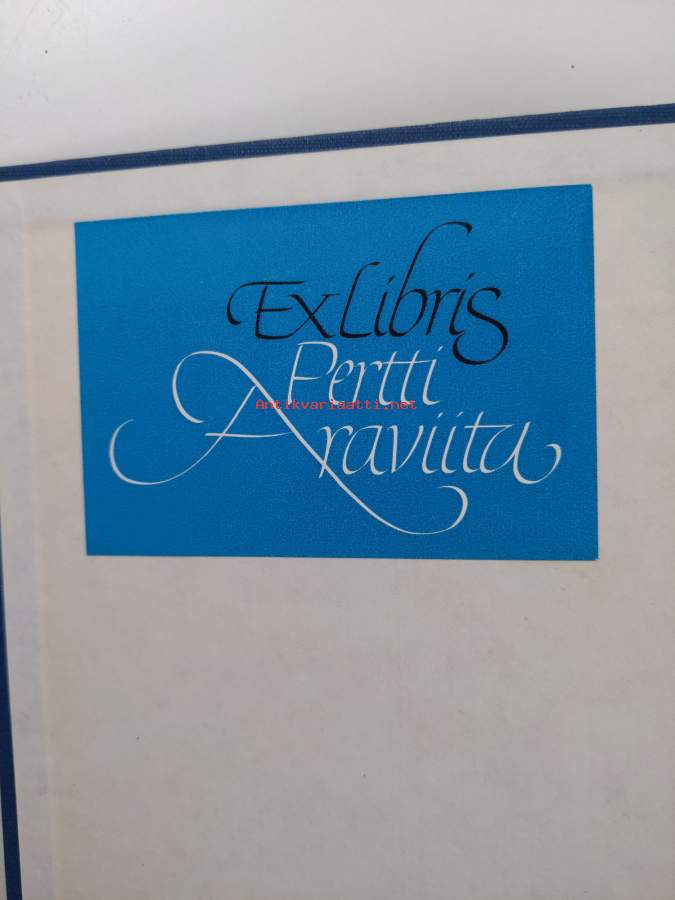 Ex Libris
Pertti
Antikvariaatti.net
Araviita